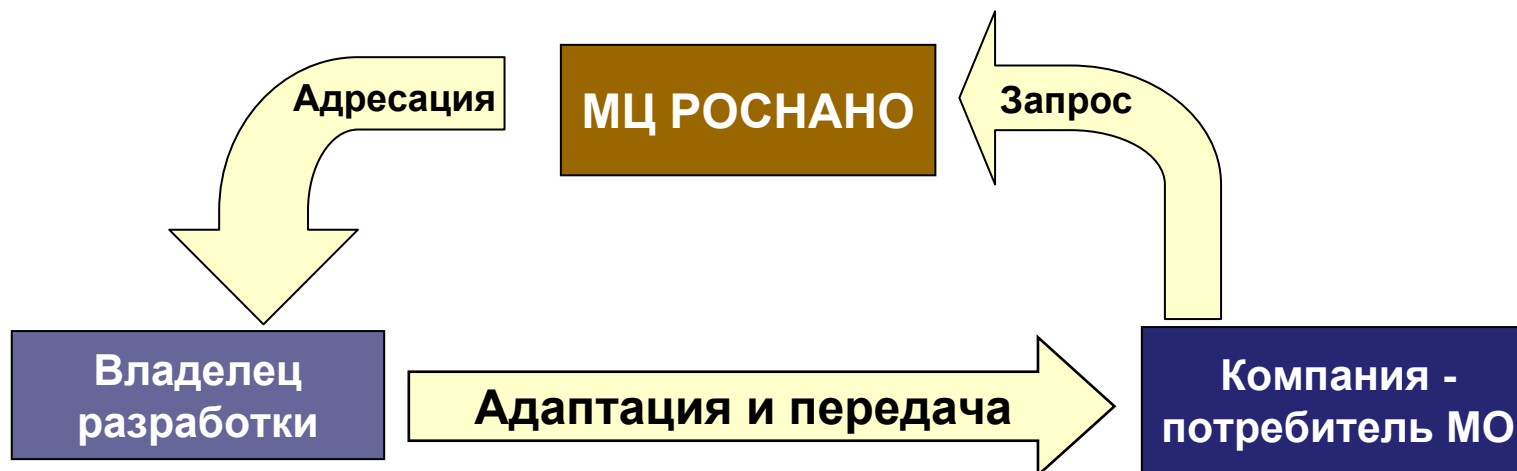 Адресация
МЦ РОСНАНО
Запрос
Владелец
разработки
Адаптация и передача
Компания -
потребитель МО